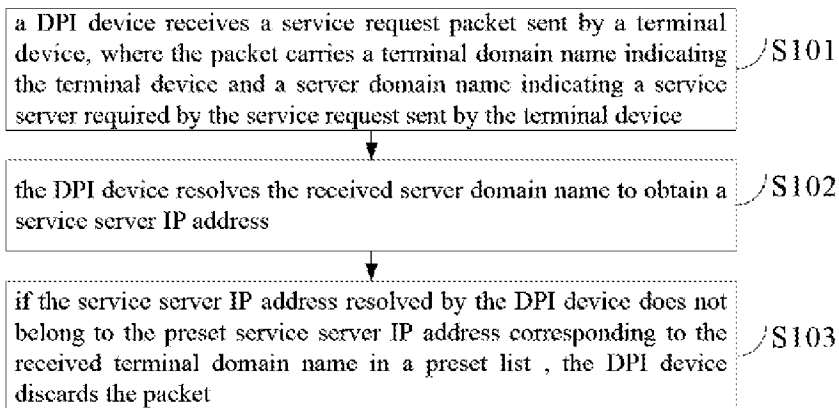 a DPI device receives a service request packet sent by a terminal
device, where the packet carries a terminal domain name indicating
the terminal device and a server domain name indicating a service
server required by the service request sent by the terminal device
S101
the DPI device resolves the received server domain name to obtain a
service server IP address
S102
if the service server IP address resolved by the DPI device does not
belong to the preset service server IP address corresponding to the
received terminal domain name in a preset list , the DPI device
discards the packet
S103